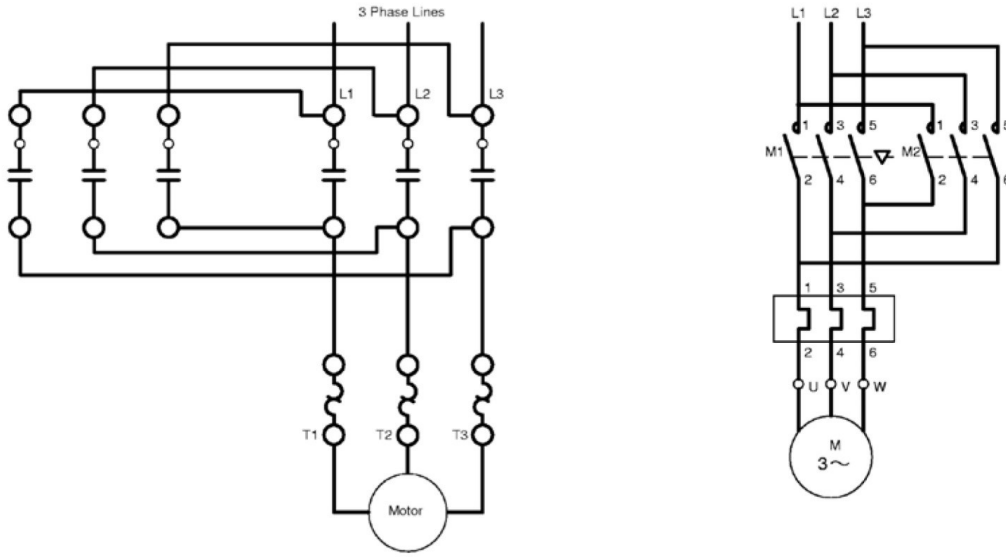 3 Phase Lines
L1 L2 L3
T1 T2 T3
Motor
L1 L2 L3
1 3 5 1 3 5
M1 M2
2 4 6 2 4 6
1 3 5
2 4 6
U V W
M
3~